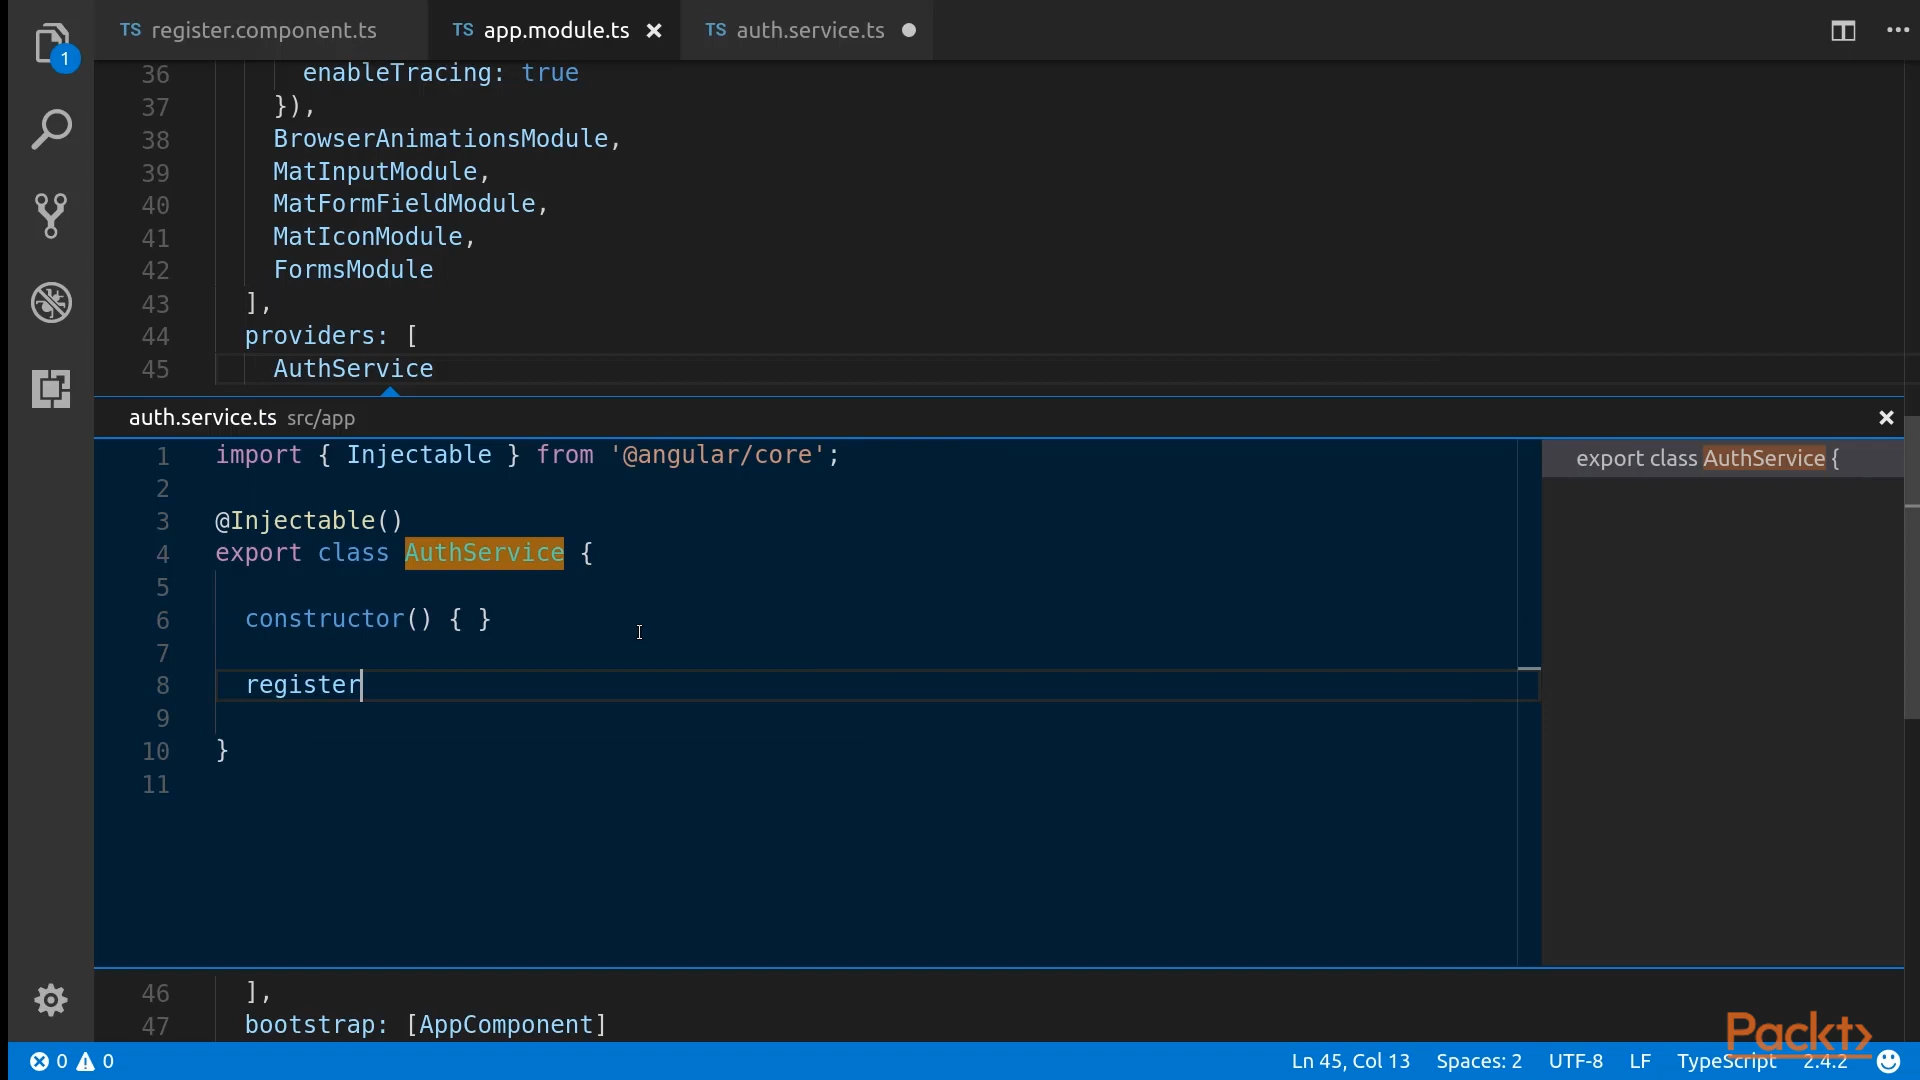 TS register.component.ts TS app.module.ts TS auth.service.ts
1
36 enableTracing: true
37 }),
38 BrowserAnimationsModule,
39 MatInputModule,
40 MatFormFieldModule,
41 MatIconModule,
42 FormsModule
43 ],
44 providers: [
45 AuthService
auth.service.ts src/app
1 import { Injectable } from '@angular/core';
2
3 @Injectable()
4 export class AuthService {
5
6 constructor() { }
7
8 register
9
10 }
11
export class AuthService {
46 ],
47 bootstrap: [AppComponent]
Packt>
0 0 Ln 45, Col 13 Spaces: 2 UTF-8 LF TypeScript 2.4.2